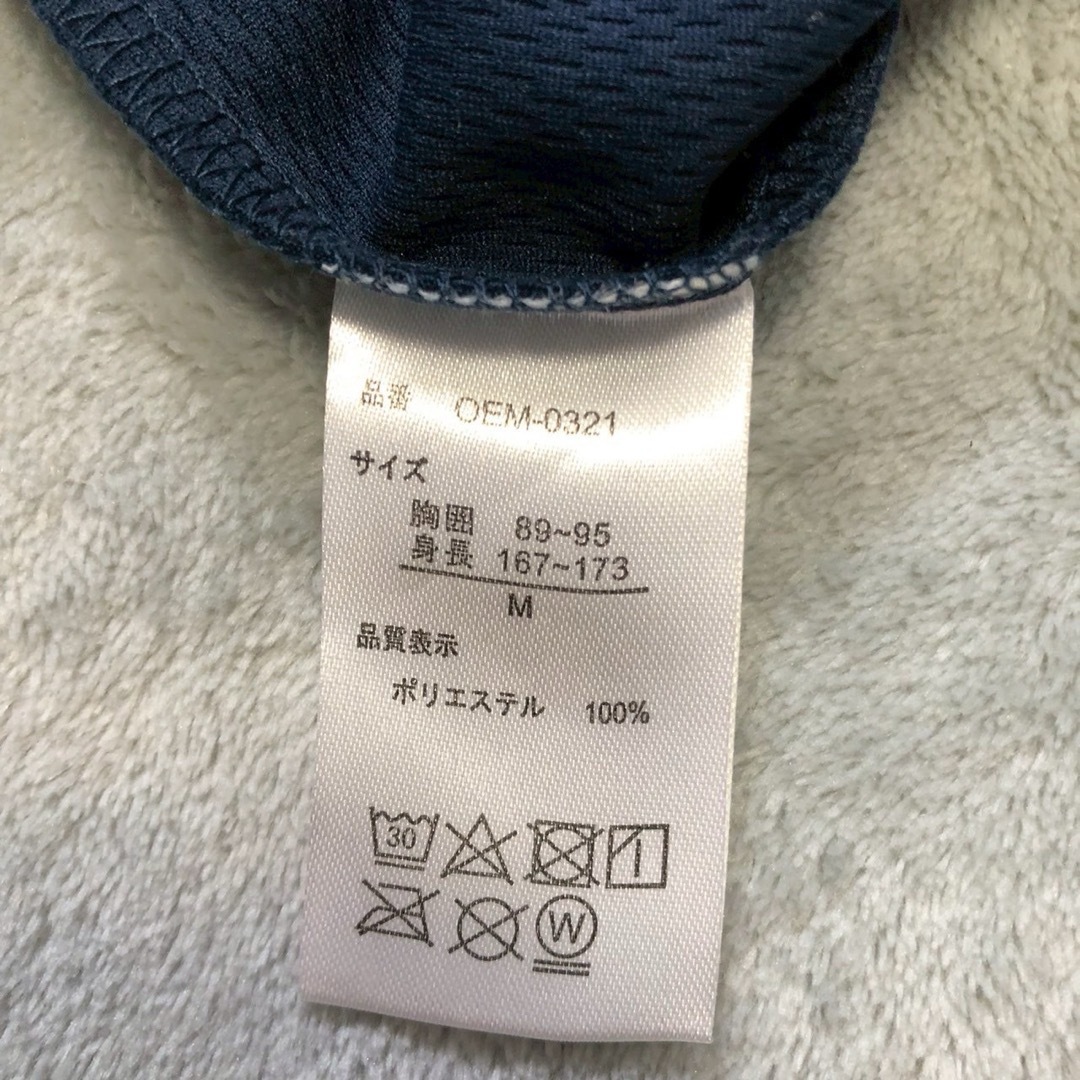 品番 OEM-0321
サイズ
胸囲 89~95
身長 167~173
M
品質表示
ポリエステル 100%
30
W